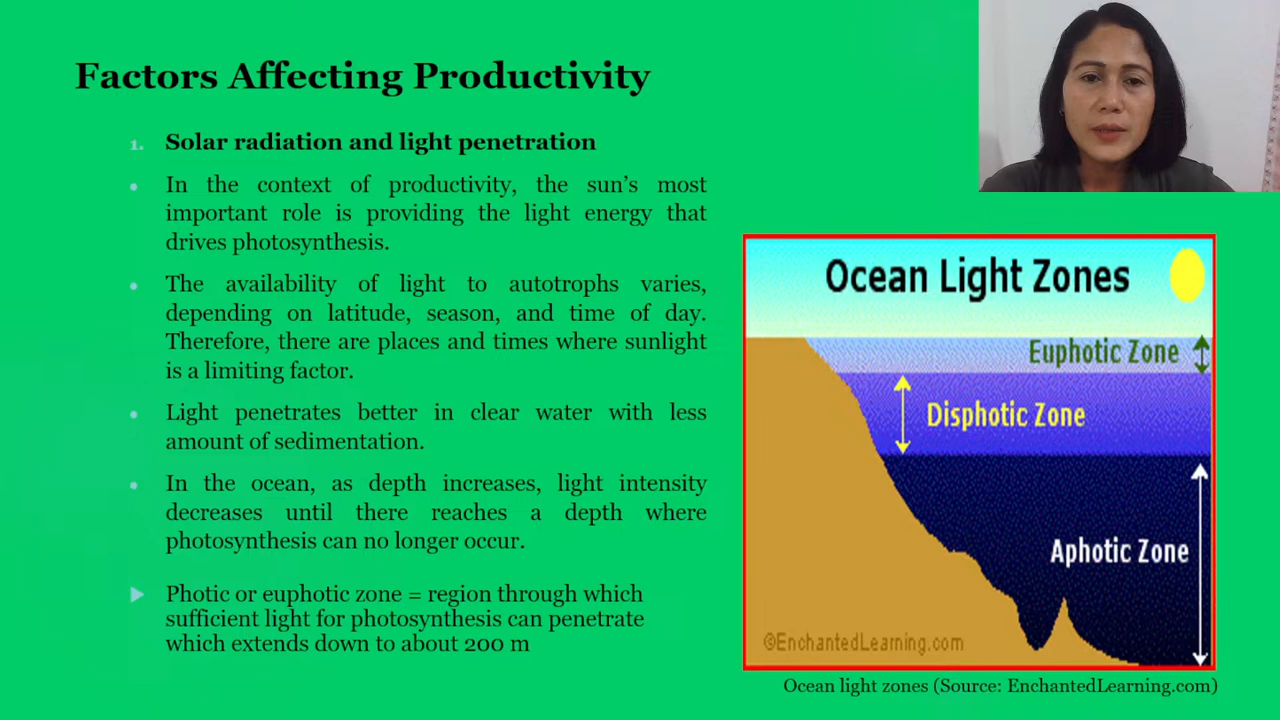 Factors Affecting Productivity
1. Solar radiation and light penetration
In the context of productivity, the sun's most
important role is providing the light energy that
drives photosynthesis.
The availability of light to autotrophs varies,
depending on latitude, season, and time of day.
Therefore, there are places and times where sunlight
is a limiting factor.
Light penetrates better in clear water with less
amount of sedimentation.
In the ocean, as depth increases, light intensity
decreases until there reaches a depth where
photosynthesis can no longer occur.
Photic or euphotic zone = region through which
sufficient light for photosynthesis can penetrate
which extends down to about 200 m
Ocean Light Zones
Euphotic Zone
Disphotic Zone
Aphotic Zone
©EnchantedLearning.com
Ocean light zones (Source: EnchantedLearning.com)